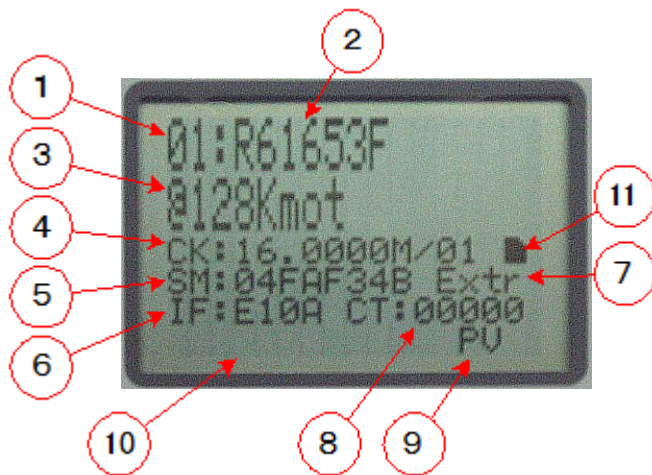 1
2
3
4
5
6
7
8
9
10
11
01:R61653F
@128Kmot
CK:16.0000M/01
SM:04FAF34B Extr
IF:E10A CT:00000
PV